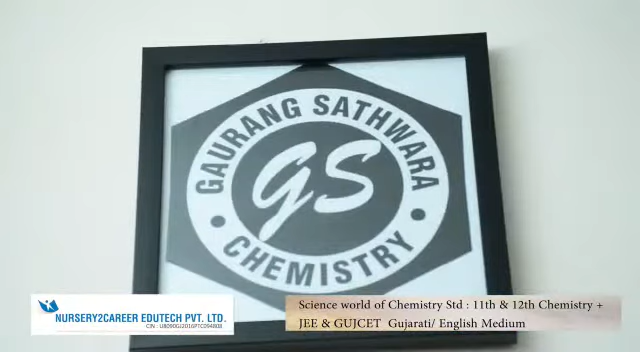 GAURANG SATHWARA
GS
CHEMISTRY
NURSERY2CAREER EDUTECH PVT. LTD.
Science world of Chemistry Std : 11th & 12th Chemistry +
JEE & GUJCET Gujarati/ English Medium